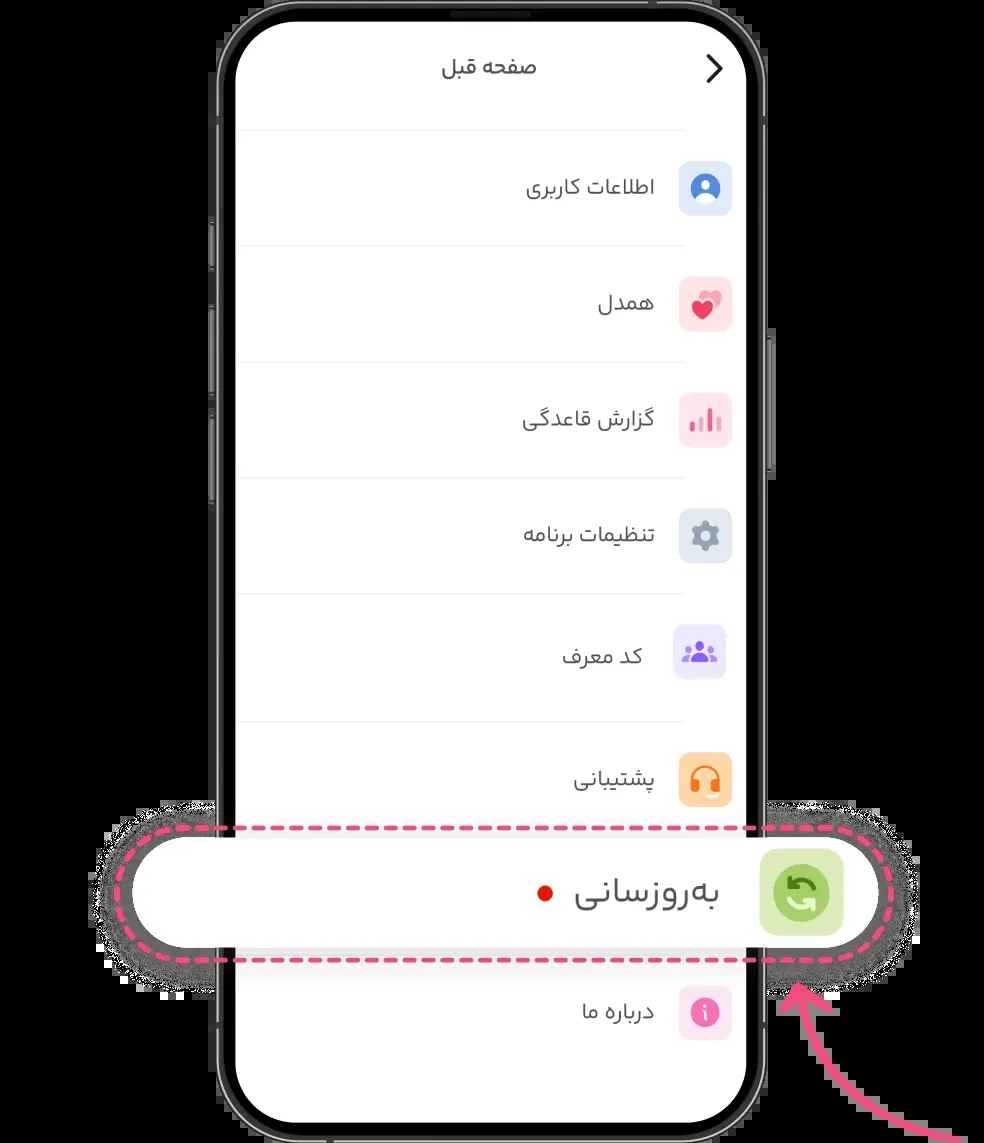 صفحه قبل
اطلاعات کاربری
همدل
گزارش قاعدگی
تنظیمات برنامه
کد معرف
پشتیبانی
به‌روزسانی
درباره ما